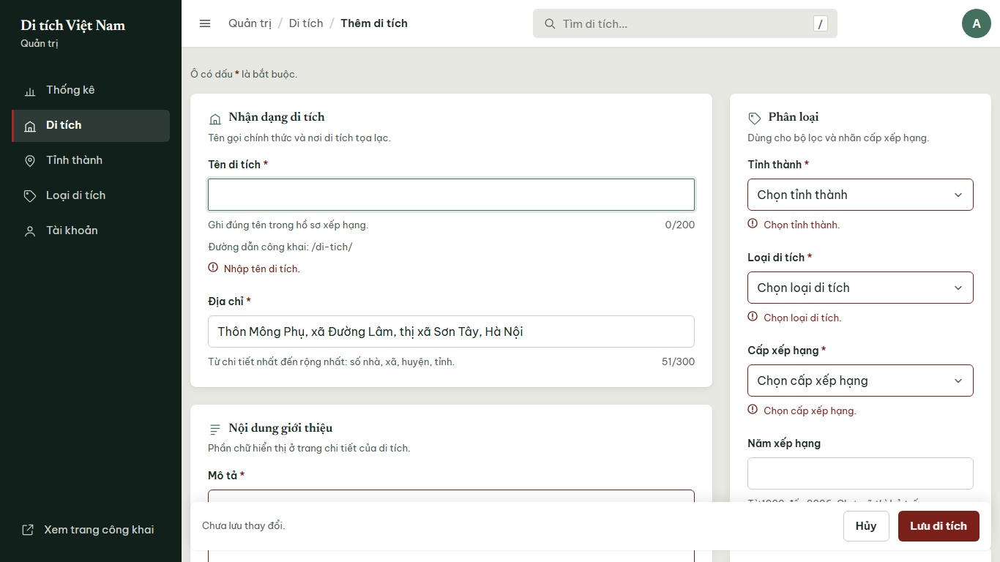 Di tích Việt Nam
Quản trị
Thống kê
Di tích
Tỉnh thành
Loại di tích
Tài khoản
Xem trang công khai
Quản trị / Di tích / Thêm di tích
Tìm di tích...
/
A
Ô có dấu * là bắt buộc.
Nhận dạng di tích
Tên gọi chính thức và nơi di tích tọa lạc.
Tên di tích *
Ghi đúng tên trong hồ sơ xếp hạng.
0/200
Đường dẫn công khai: /di-tich/
Nhập tên di tích.
Địa chỉ *
Thôn Mông Phụ, xã Đường Lâm, thị xã Sơn Tây, Hà Nội
Từ chi tiết nhất đến rộng nhất: số nhà, xã, huyện, tỉnh.
51/300
Nội dung giới thiệu
Phần chữ hiển thị ở trang chi tiết của di tích.
Mô tả *
Phân loại
Dùng cho bộ lọc và nhãn cấp xếp hạng.
Tỉnh thành *
Chọn tỉnh thành
Chọn tỉnh thành.
Loại di tích *
Chọn loại di tích
Chọn loại di tích.
Cấp xếp hạng *
Chọn cấp xếp hạng
Chọn cấp xếp hạng.
Năm xếp hạng
Chưa lưu thay đổi.
Hủy
Lưu di tích